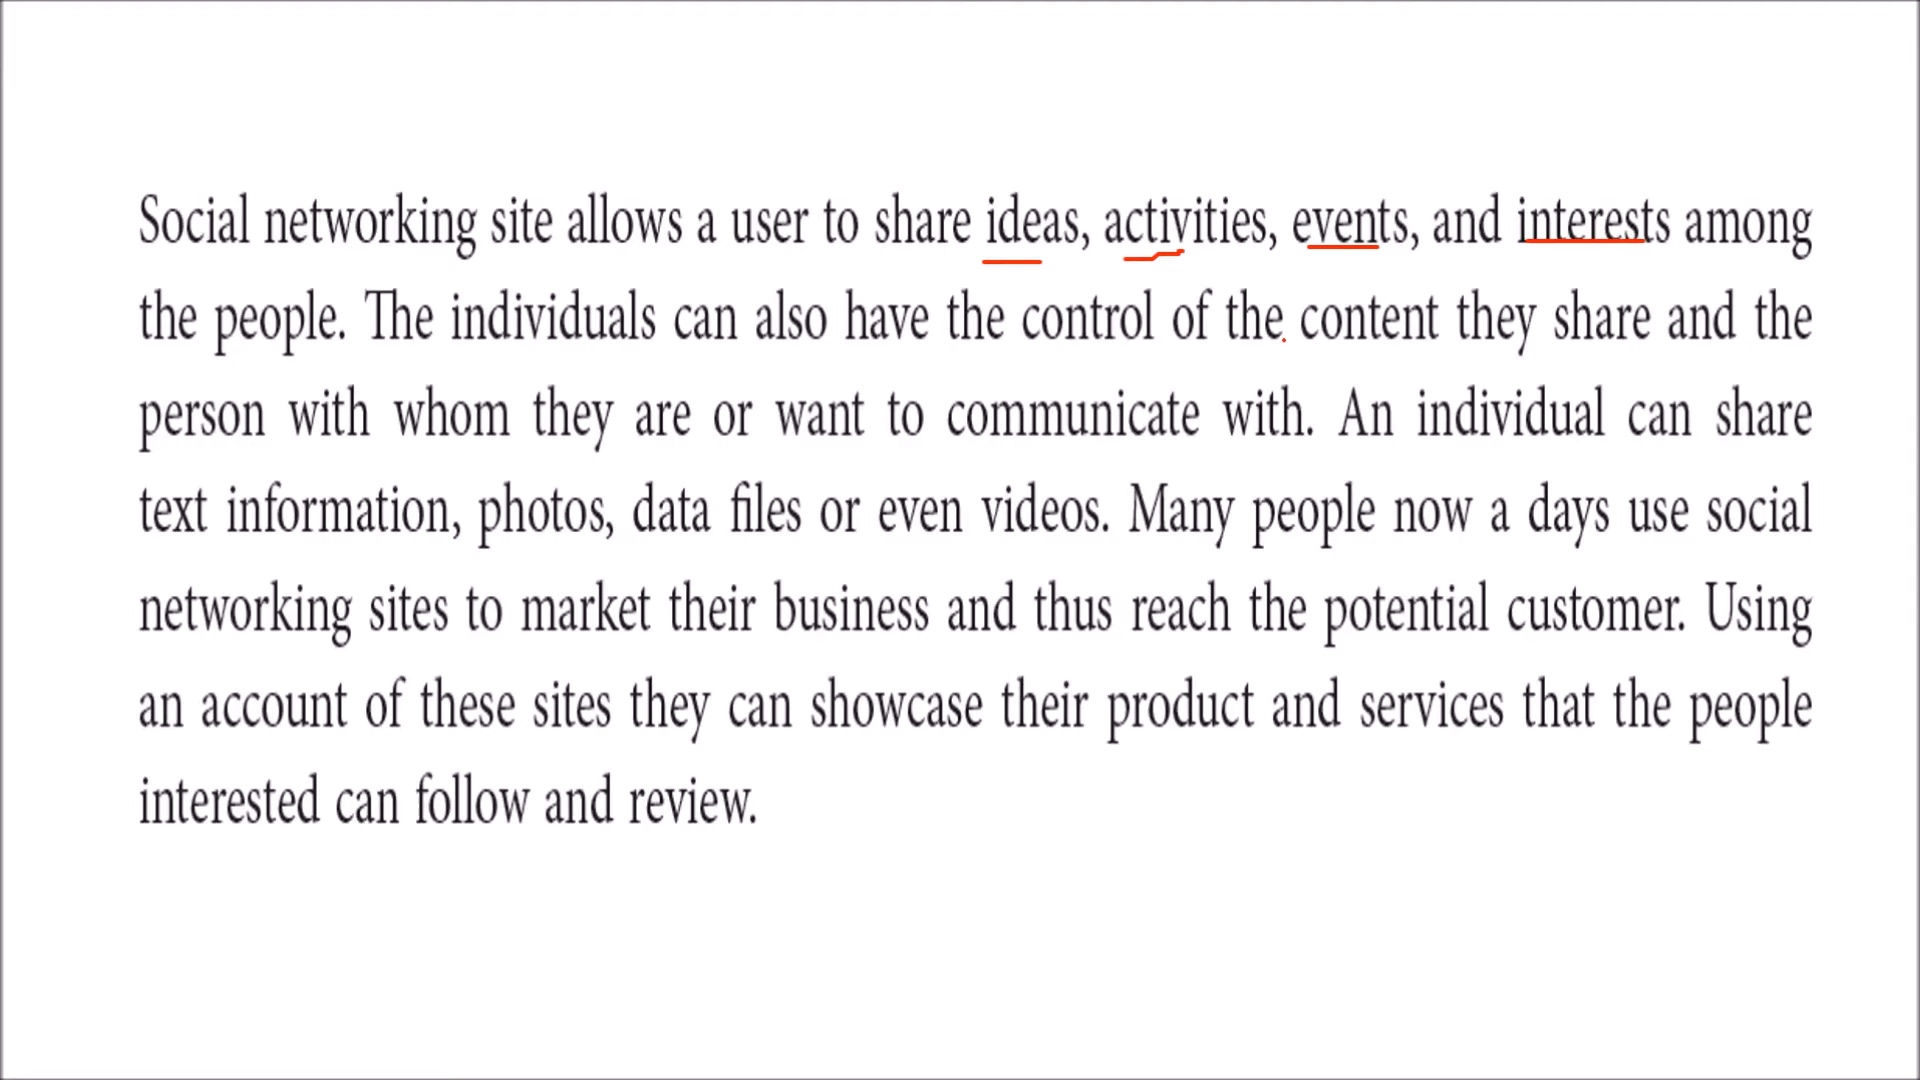 Social networking site allows a user to share ideas, activities, events, and interests among
the people. The individuals can also have the control of the content they share and the
person with whom they are or want to communicate with. An individual can share
text information, photos, data files or even videos. Many people now a days use social
networking sites to market their business and thus reach the potential customer. Using
an account of these sites they can showcase their product and services that the people
interested can follow and review.